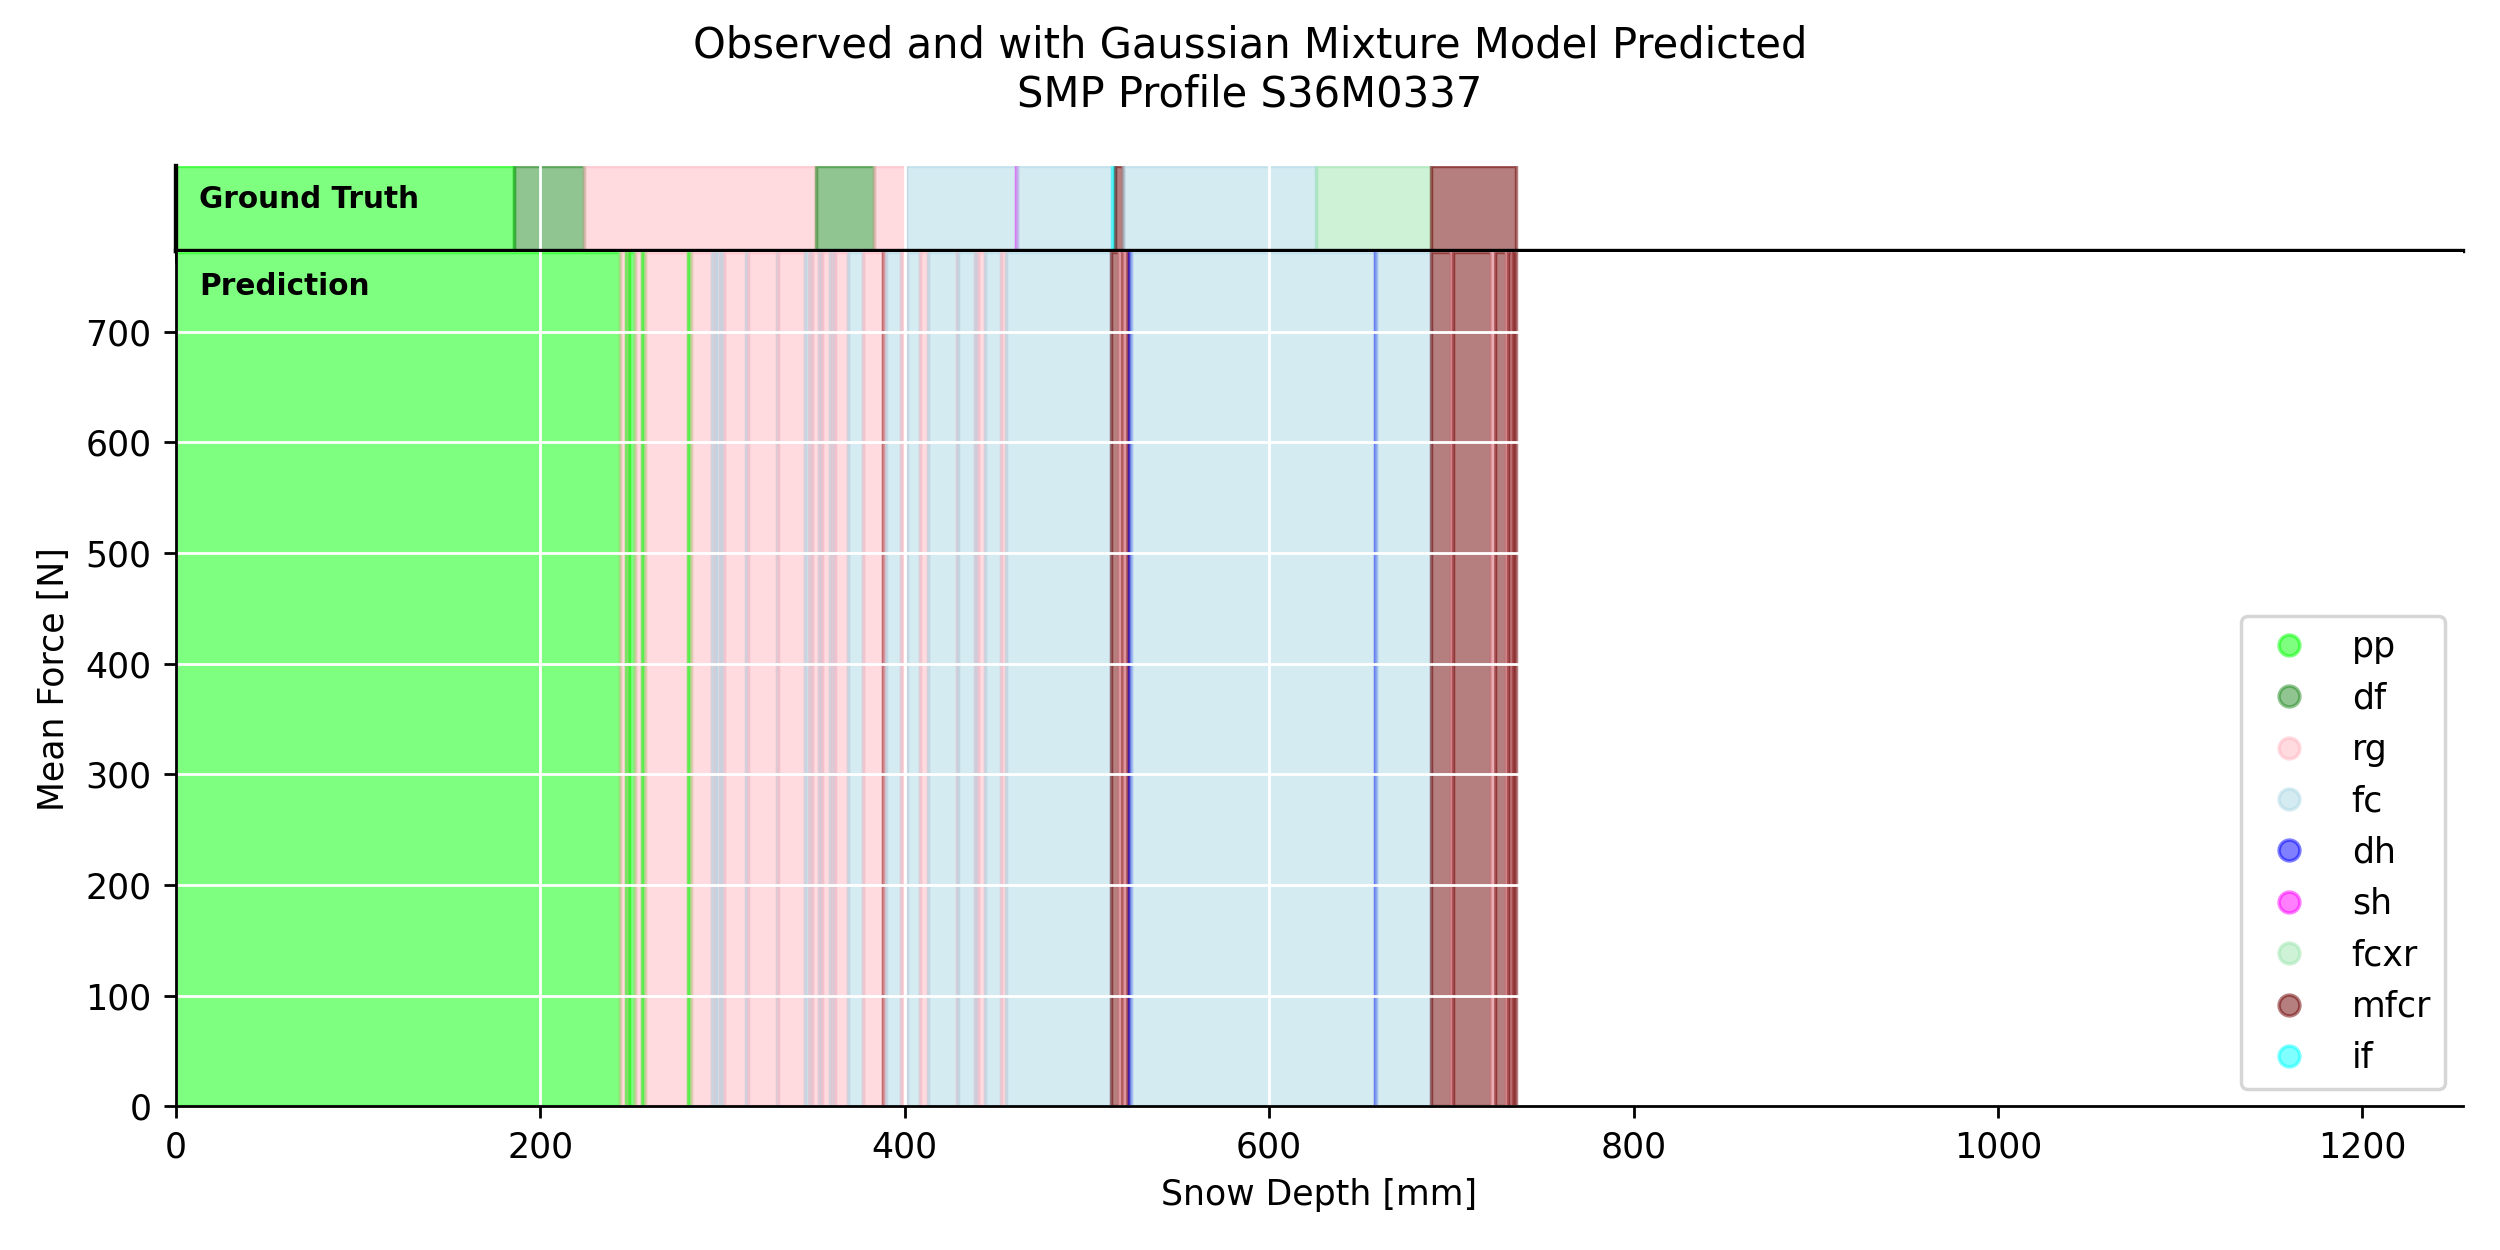 Observed and with Gaussian Mixture Model Predicted
SMP Profile S36M0337
Ground Truth
Prediction
700
600
500
400
300
200
100
0
Mean Force [N]
0 200 400 600 800 1000 1200
Snow Depth [mm]
pp
df
rg
fc
dh
sh
fcxr
mfcr
if